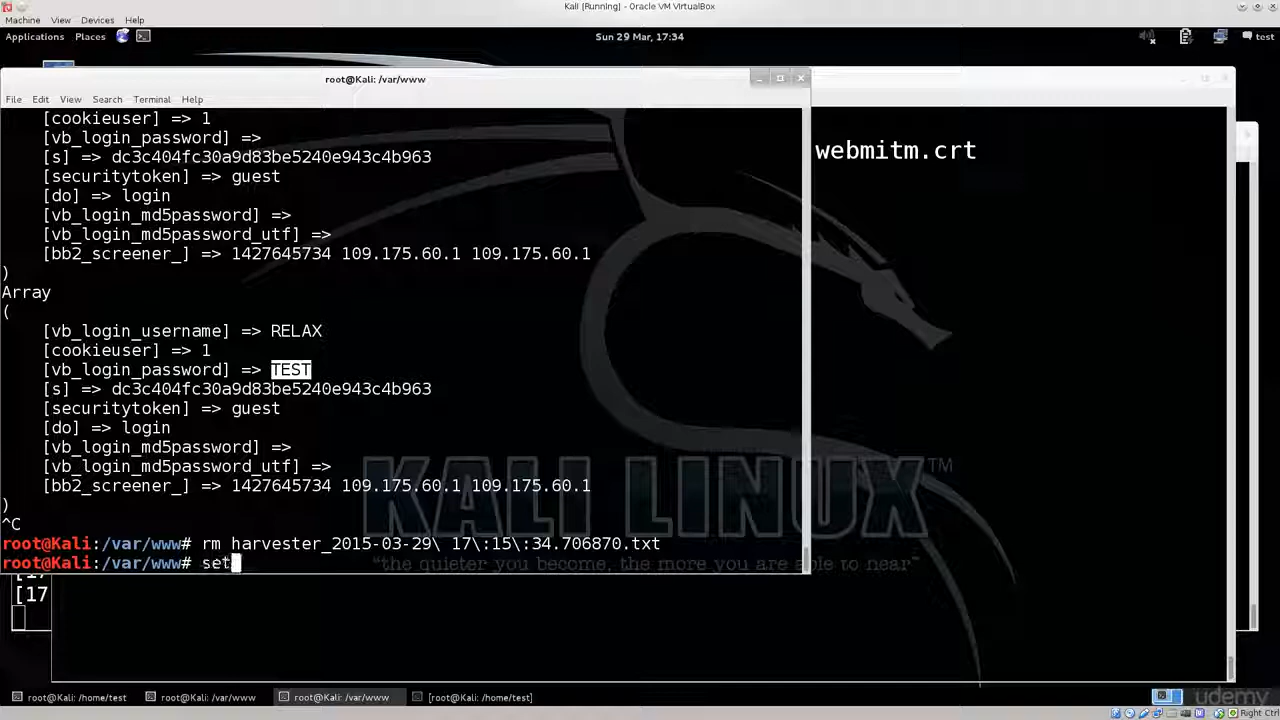 Kali [Running] - Oracle VM VirtualBox
Machine View Devices Help
Applications Places Sun 29 Mar, 17:34 test
root@Kali: /var/www
File Edit View Search Terminal Help
[cookieuser] => 1
[vb_login_password] =>
[s] => dc3c404fc30a9d83be5240e943c4b963
[securitytoken] => guest
[do] => login
[vb_login_md5password] =>
[vb_login_md5password_utf] =>
[bb2_screener_] => 1427645734 109.175.60.1 109.175.60.1
)
Array
(
[vb_login_username] => RELAX
[cookieuser] => 1
[vb_login_password] => TEST
[s] => dc3c404fc30a9d83be5240e943c4b963
[securitytoken] => guest
[do] => login
[vb_login_md5password] =>
[vb_login_md5password_utf] =>
[bb2_screener_] => 1427645734 109.175.60.1 109.175.60.1
)
^C
root@Kali:/var/www# rm harvester_2015-03-29\ 17\:15\:34.706870.txt
root@Kali:/var/www# set
webmitm.crt
KALI LINUX™
"the quieter you become, the more you are able to hear"
[17
root@Kali: /home/test root@Kali: /var/www root@Kali: /var/www [root@Kali: /home/test]
udemy
Right Ctrl